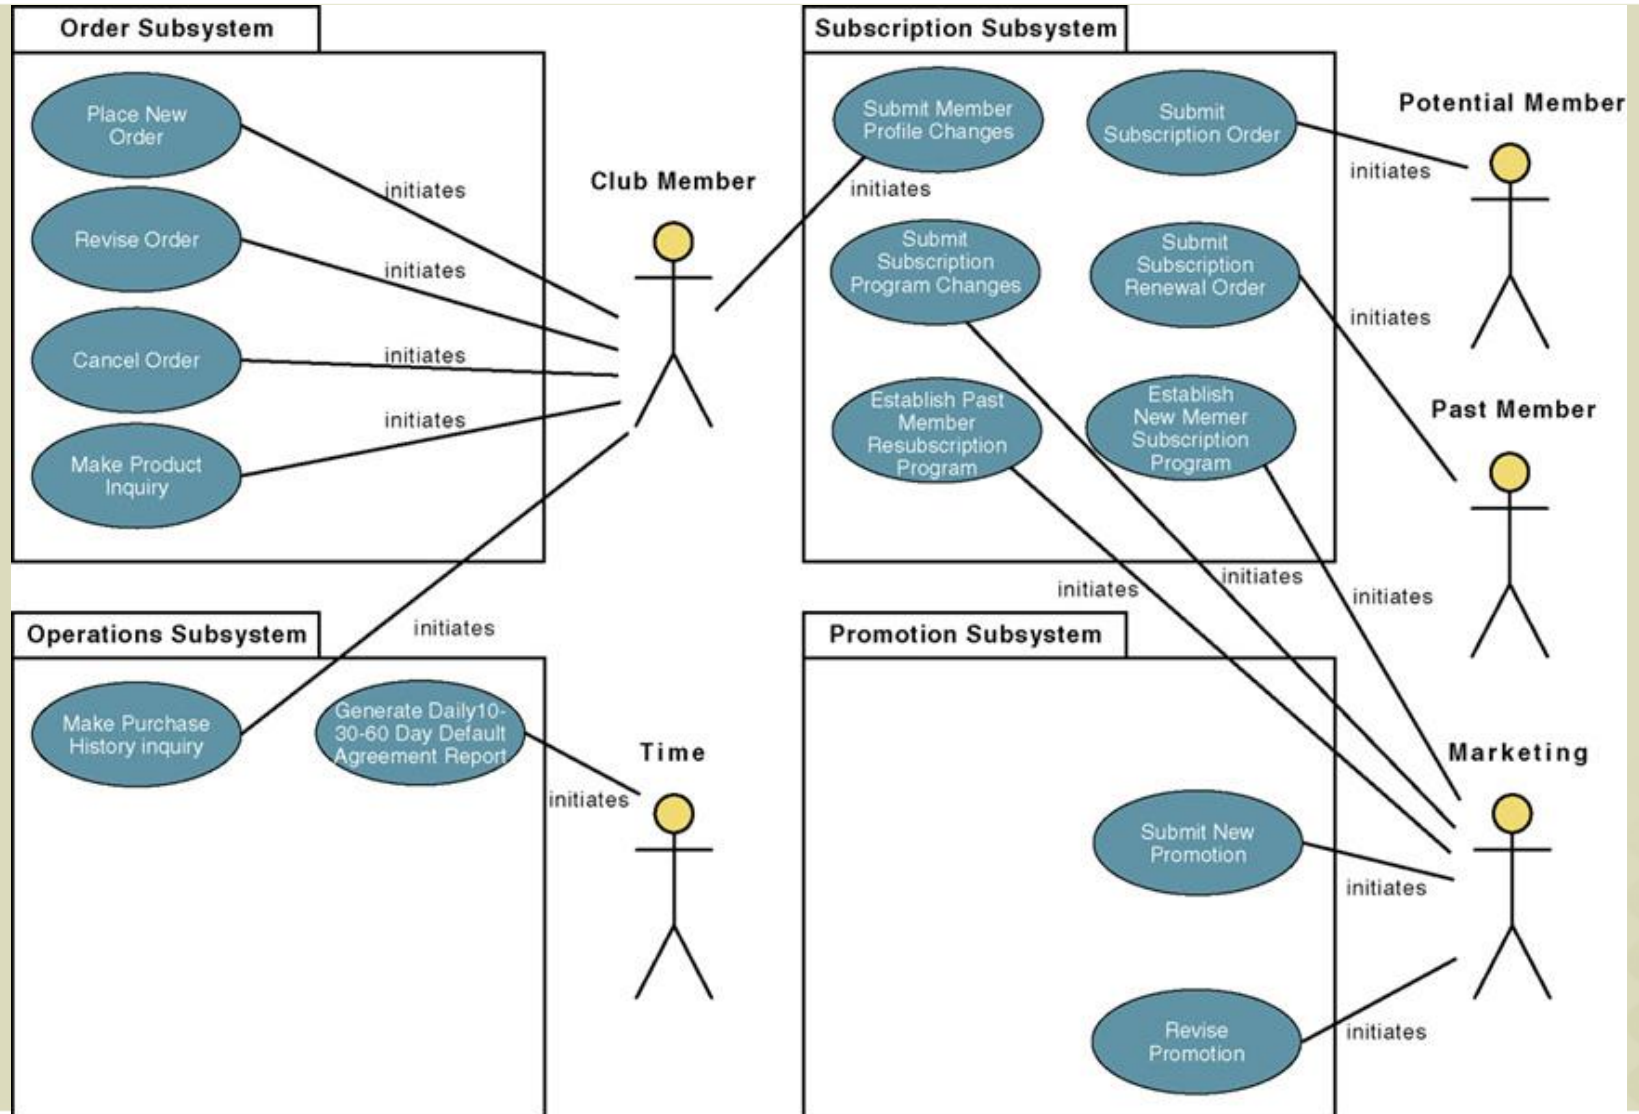 Order Subsystem
Place New
Order
Revise Order
Cancel Order
Make Product
Inquiry
initiates
initiates
initiates
initiates
Club Member
Subscription Subsystem
Submit Member
Profile Changes
Submit
Subscription Order
initiates
Submit
Subscription
Program Changes
Submit
Subscription
Renewal Order
Establish Past
Member
Resubscription
Program
Establish
New Memer
Subscription
Program
Potential Member
initiates
initiates
Past Member
initiates
initiates
initiates
Operations Subsystem
initiates
Make Purchase
History inquiry
Generate Daily10-
30-60 Day Default
Agreement Report
Time
initiates
Promotion Subsystem
Marketing
Submit New
Promotion
initiates
Revise
Promotion
initiates